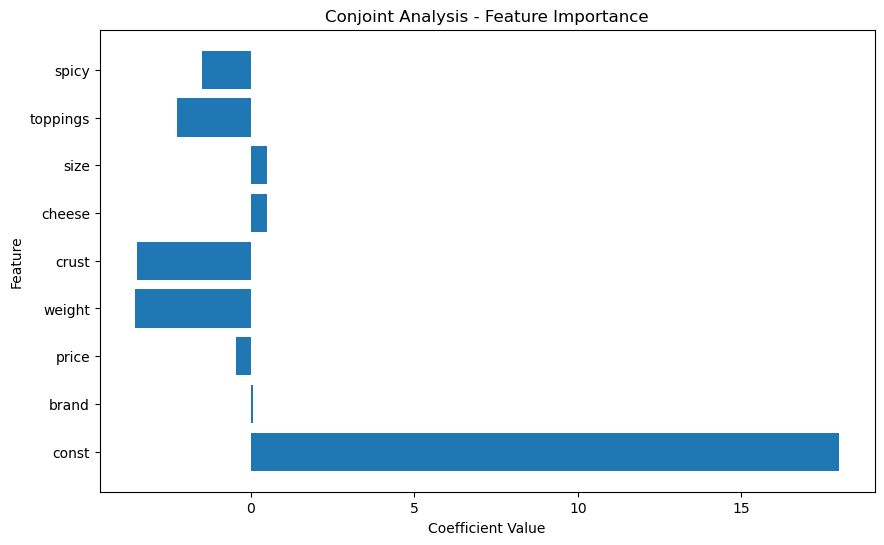 Conjoint Analysis - Feature Importance
spicy
toppings
size
cheese
crust
weight
price
brand
const
Feature
0 5 10 15
Coefficient Value